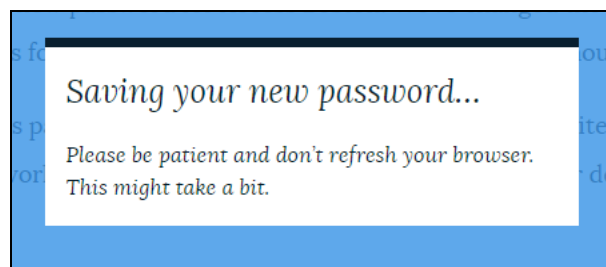 Saving your new password...
Please be patient and don't refresh your browser.
This might take a bit.